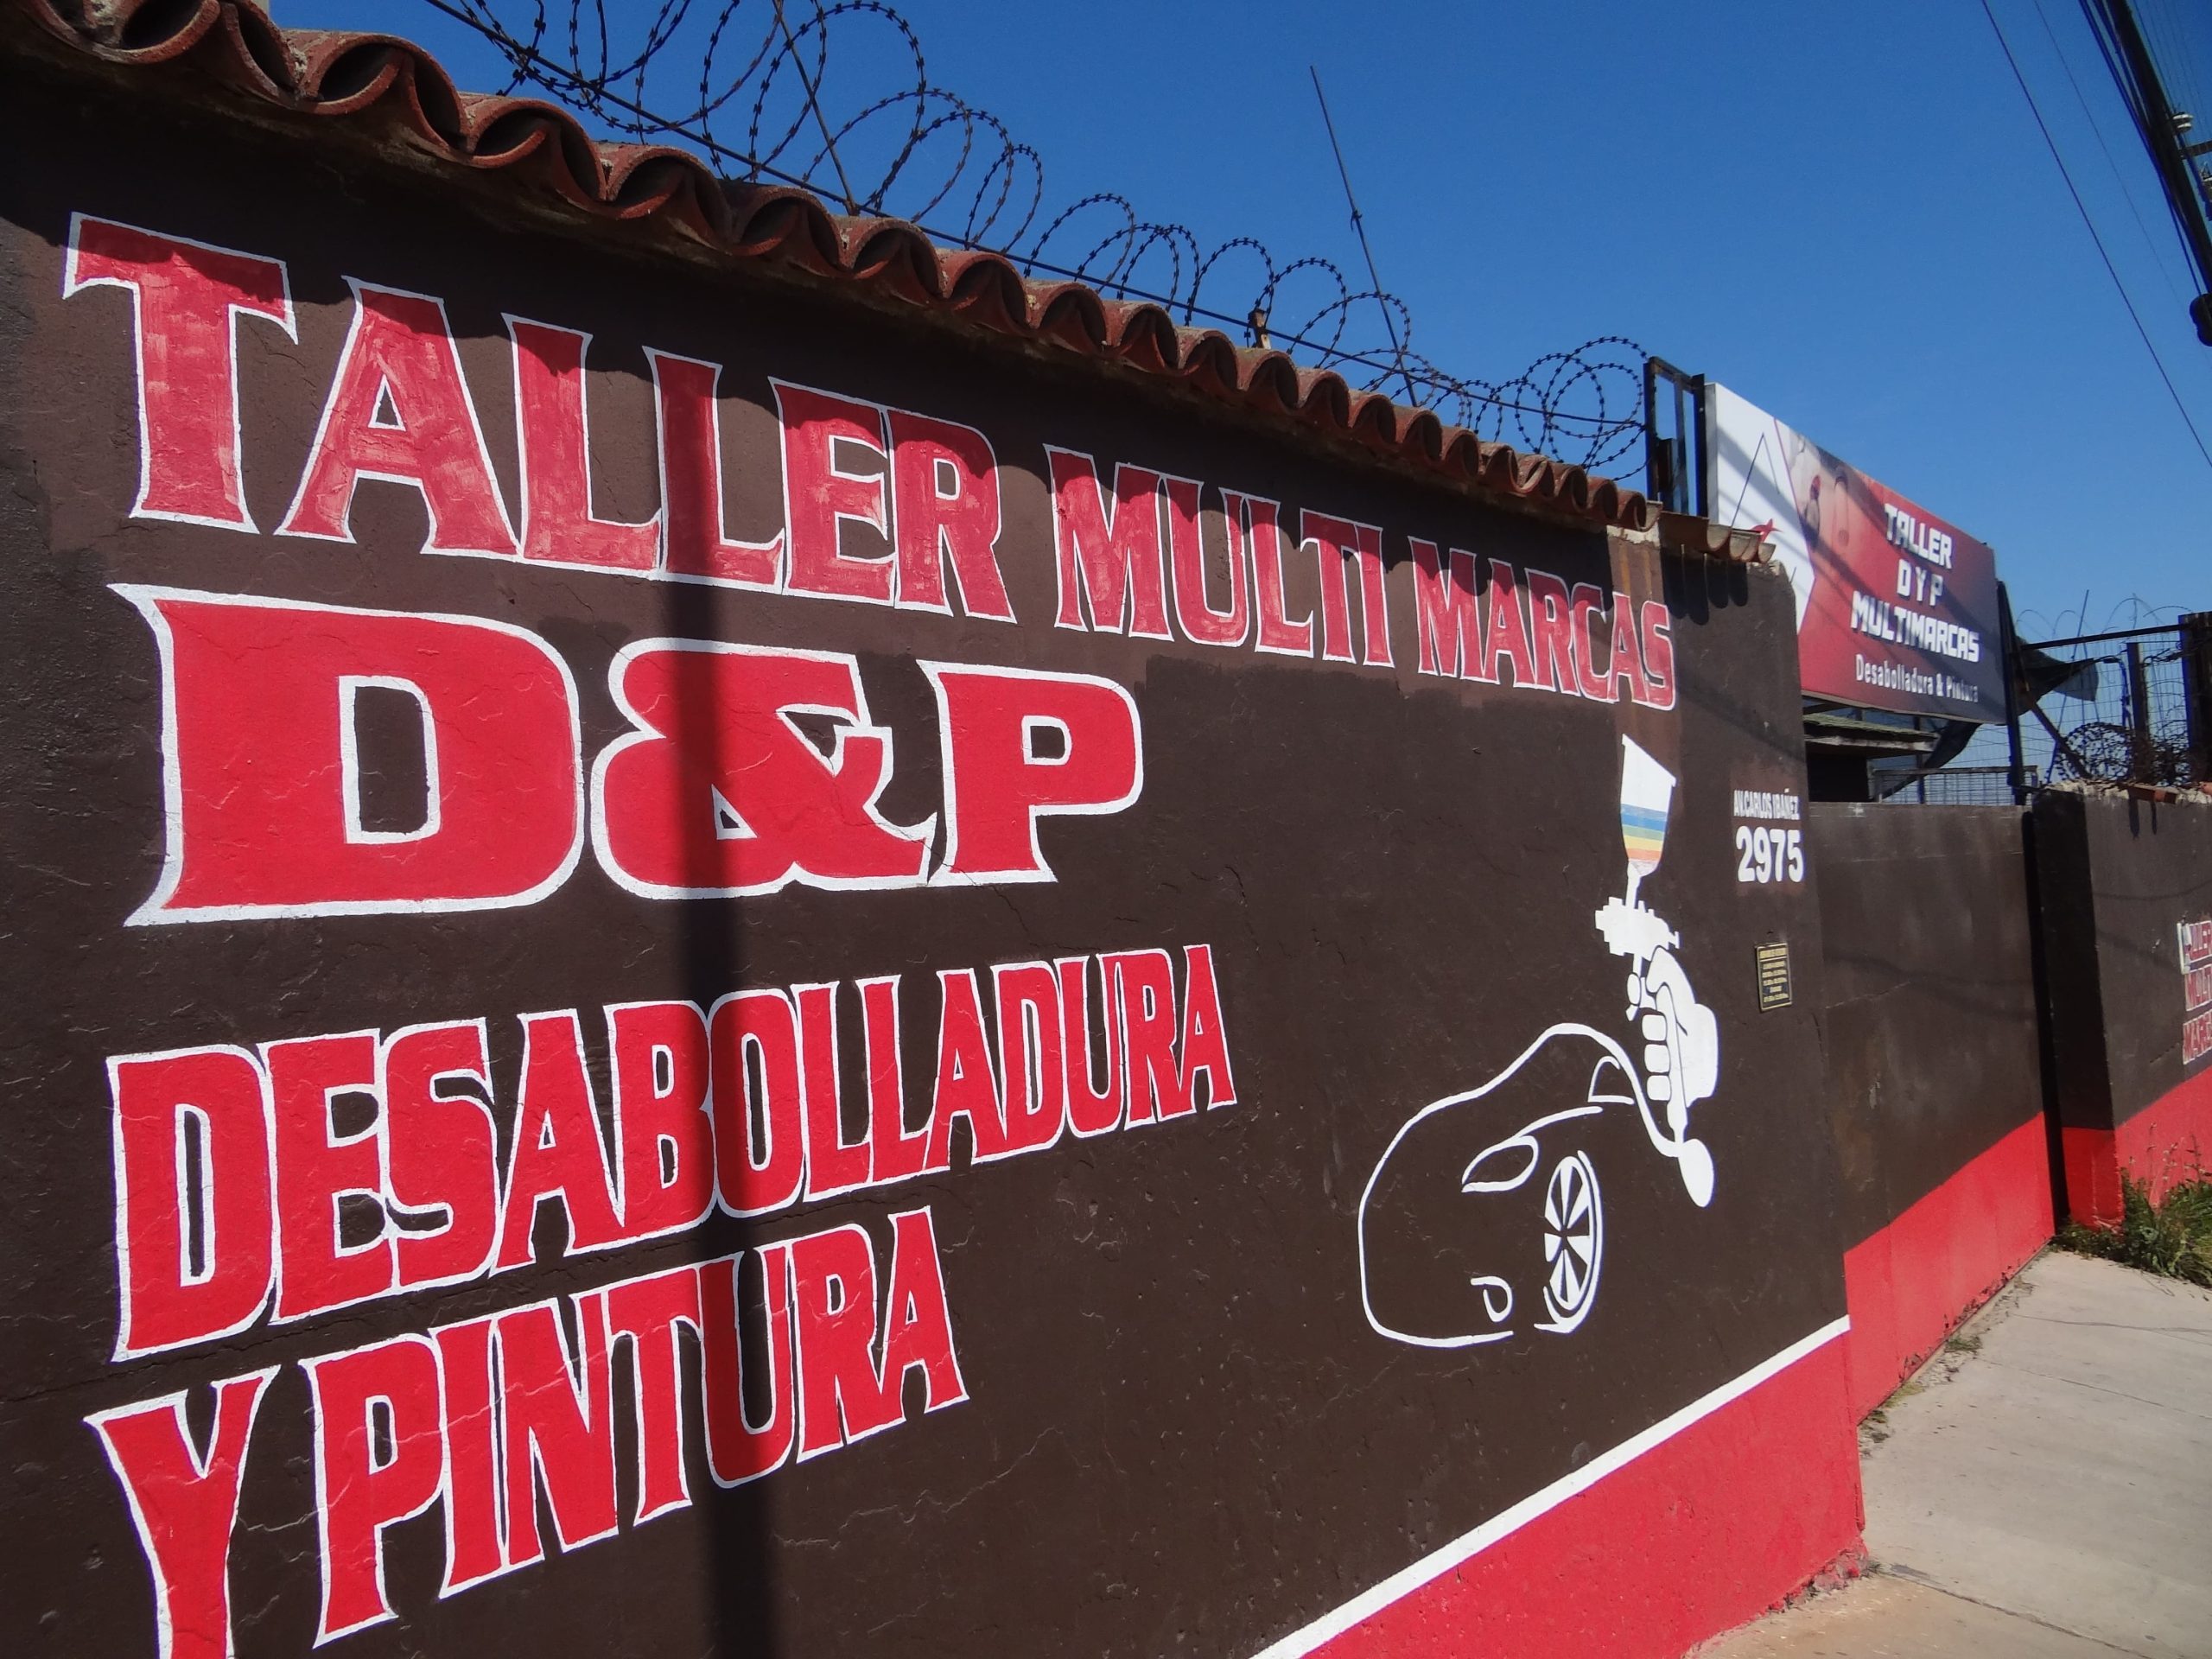 TALLER MULTI MARCAS
D&P
DESABOLLADURA
Y PINTURA
AV.CARLOS IBAÑEZ
2975
TALLER
D Y P
MULTIMARCAS
Desabolladura & Pintura